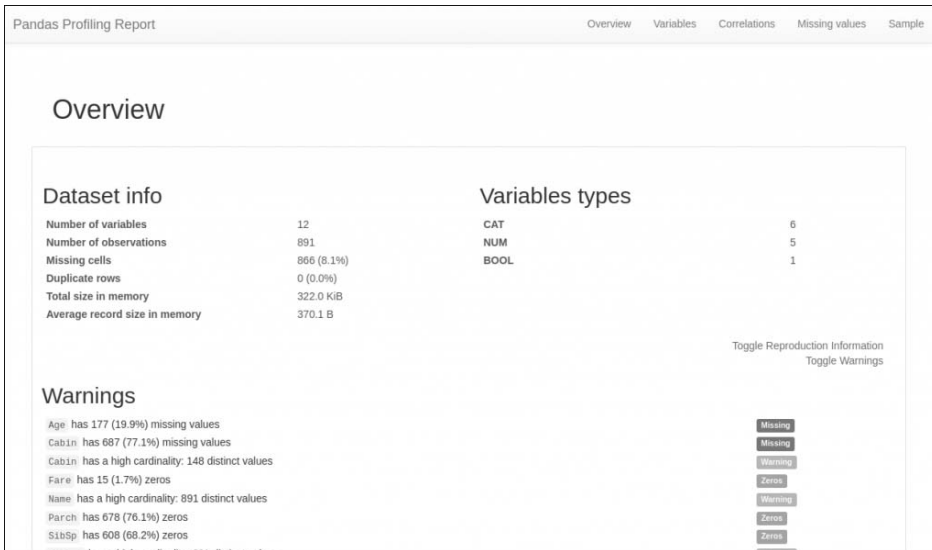 Pandas Profiling Report Overview Variables Correlations Missing values Sample
Overview
Dataset info
Number of variables 12
Number of observations 891
Missing cells 866 (8.1%)
Duplicate rows 0 (0.0%)
Total size in memory 322.0 KiB
Average record size in memory 370.1 B
Variables types
CAT 6
NUM 5
BOOL 1
Toggle Reproduction Information
Toggle Warnings
Warnings
Age has 177 (19.9%) missing values Missing
Cabin has 687 (77.1%) missing values Missing
Cabin has a high cardinality: 148 distinct values Warning
Fare has 15 (1.7%) zeros Zeros
Name has a high cardinality: 891 distinct values Warning
Parch has 678 (76.1%) zeros Zeros
SibSp has 608 (68.2%) zeros Zeros